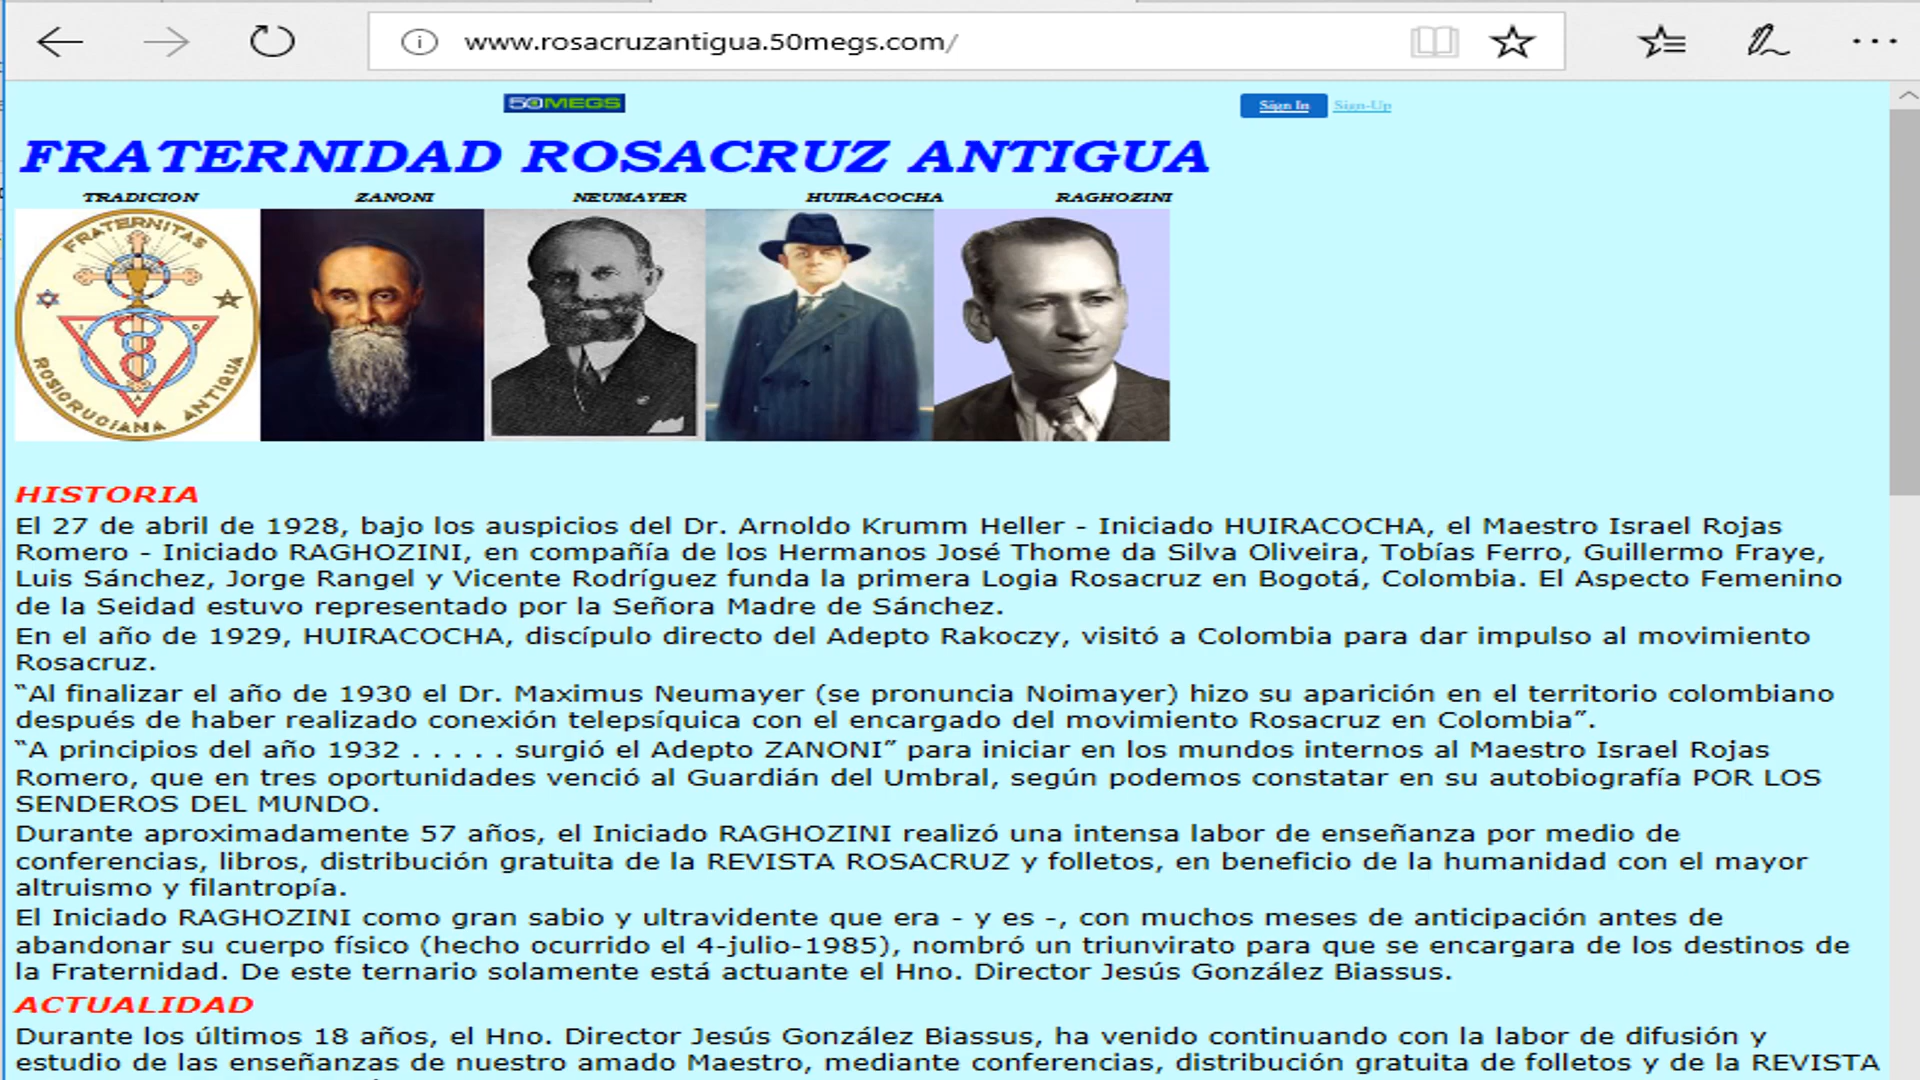 www.rosacruzantigua.50megs.com/
50MEGS
Sign In Sign-Up
FRATERNIDAD ROSACRUZ ANTIGUA
TRADICION ZANONI NEUMAYER HUIRACOCHA RAGHOZINI
FRATERNITAS
ROSICRUCIANA ANTIQUA
HISTORIA
El 27 de abril de 1928, bajo los auspicios del Dr. Arnoldo Krumm Heller - Iniciado HUIRACOCHA, el Maestro Israel Rojas
Romero - Iniciado RAGHOZINI, en compañía de los Hermanos José Thome da Silva Oliveira, Tobías Ferro, Guillermo Fraye,
Luis Sánchez, Jorge Rangel y Vicente Rodríguez funda la primera Logia Rosacruz en Bogotá, Colombia. El Aspecto Femenino
de la Seidad estuvo representado por la Señora Madre de Sánchez.
En el año de 1929, HUIRACOCHA, discípulo directo del Adepto Rakoczy, visitó a Colombia para dar impulso al movimiento
Rosacruz.
“Al finalizar el año de 1930 el Dr. Maximus Neumayer (se pronuncia Noimayer) hizo su aparición en el territorio colombiano
después de haber realizado conexión telepsíquica con el encargado del movimiento Rosacruz en Colombia”.
“A principios del año 1932 . . . . . surgió el Adepto ZANONI” para iniciar en los mundos internos al Maestro Israel Rojas
Romero, que en tres oportunidades venció al Guardián del Umbral, según podemos constatar en su autobiografía POR LOS
SENDEROS DEL MUNDO.
Durante aproximadamente 57 años, el Iniciado RAGHOZINI realizó una intensa labor de enseñanza por medio de
conferencias, libros, distribución gratuita de la REVISTA ROSACRUZ y folletos, en beneficio de la humanidad con el mayor
altruismo y filantropía.
El Iniciado RAGHOZINI como gran sabio y ultravidente que era - y es -, con muchos meses de anticipación antes de
abandonar su cuerpo físico (hecho ocurrido el 4-julio-1985), nombró un triunvirato para que se encargara de los destinos de
la Fraternidad. De este ternario solamente está actuante el Hno. Director Jesús González Biassus.
ACTUALIDAD
Durante los últimos 18 años, el Hno. Director Jesús González Biassus, ha venido continuando con la labor de difusión y
estudio de las enseñanzas de nuestro amado Maestro, mediante conferencias, distribución gratuita de folletos y de la REVISTA